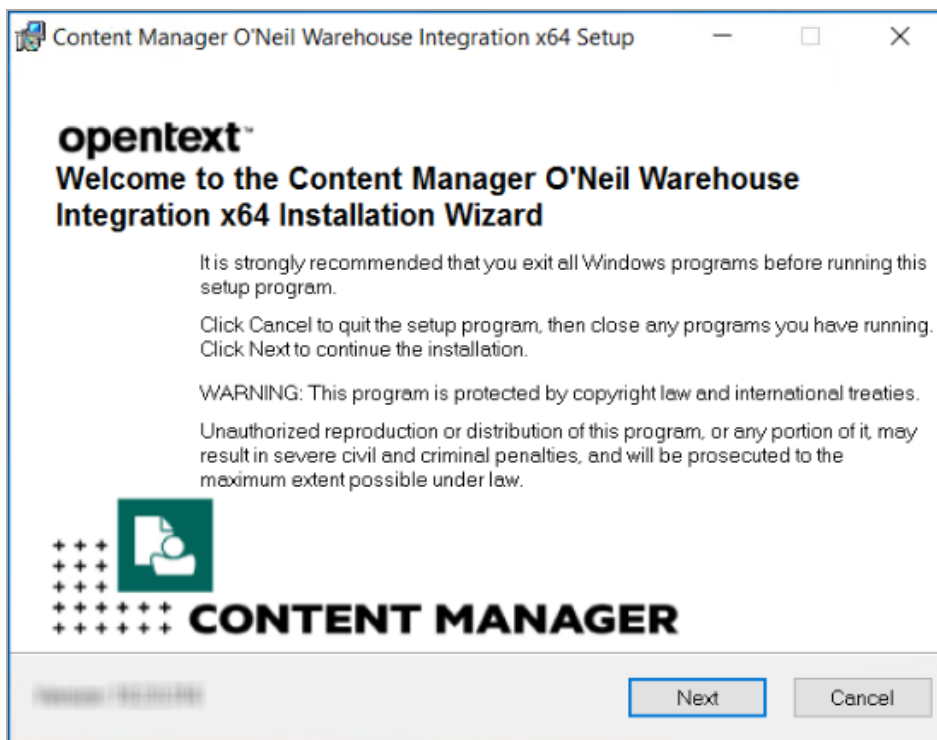 Content Manager O'Neil Warehouse Integration x64 Setup
opentext™
Welcome to the Content Manager O'Neil Warehouse
Integration x64 Installation Wizard
It is strongly recommended that you exit all Windows programs before running this
setup program.
Click Cancel to quit the setup program, then close any programs you have running.
Click Next to continue the installation.
WARNING: This program is protected by copyright law and international treaties.
Unauthorized reproduction or distribution of this program, or any portion of it, may
result in severe civil and criminal penalties, and will be prosecuted to the
maximum extent possible under law.
CONTENT MANAGER
Next
Cancel